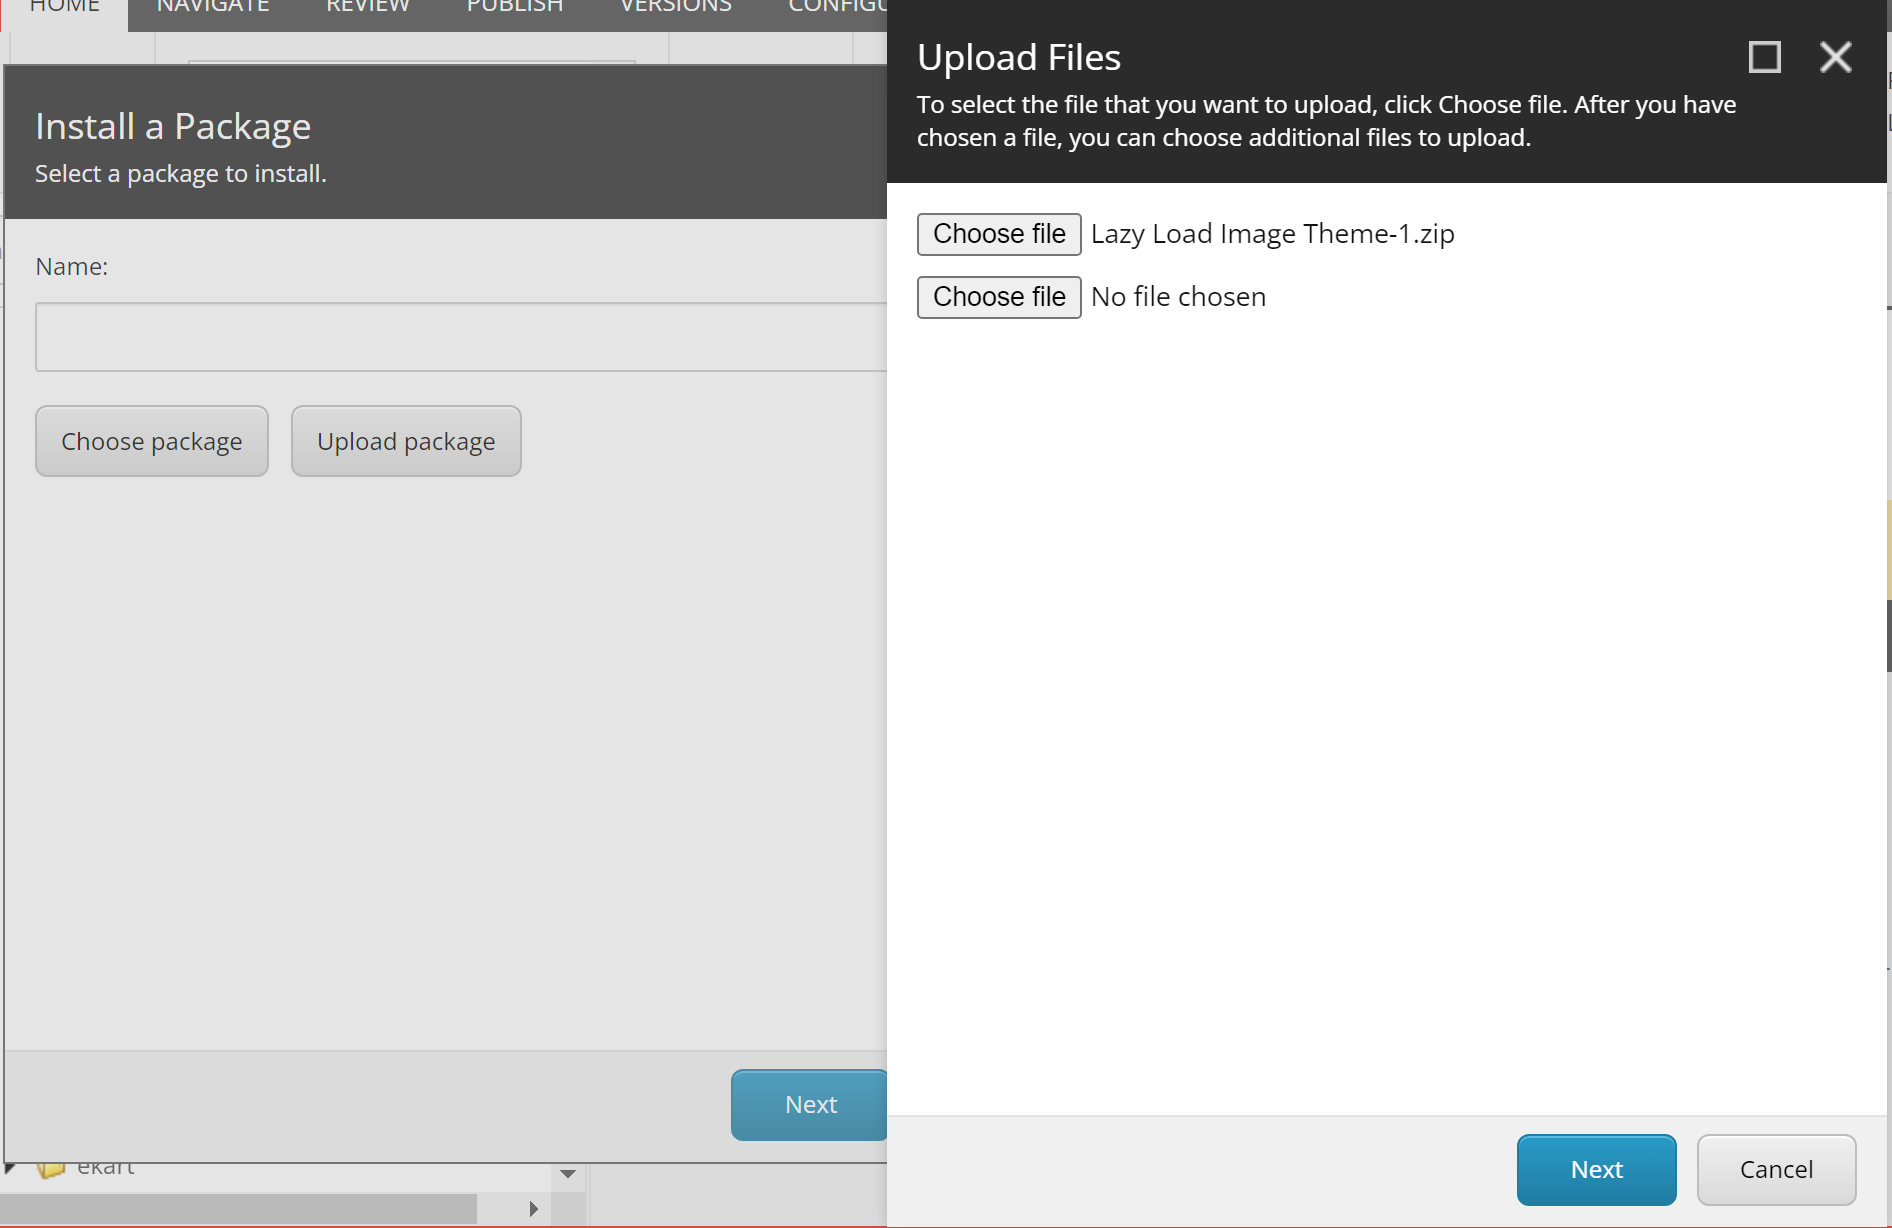 HOME NAVIGATE REVIEW PUBLISH VERSIONS CONFIGU
Install a Package
Select a package to install.
Name:
Choose package Upload package
Next
ekart
Upload Files
To select the file that you want to upload, click Choose file. After you have
chosen a file, you can choose additional files to upload.
Choose file Lazy Load Image Theme-1.zip
Choose file No file chosen
Next Cancel